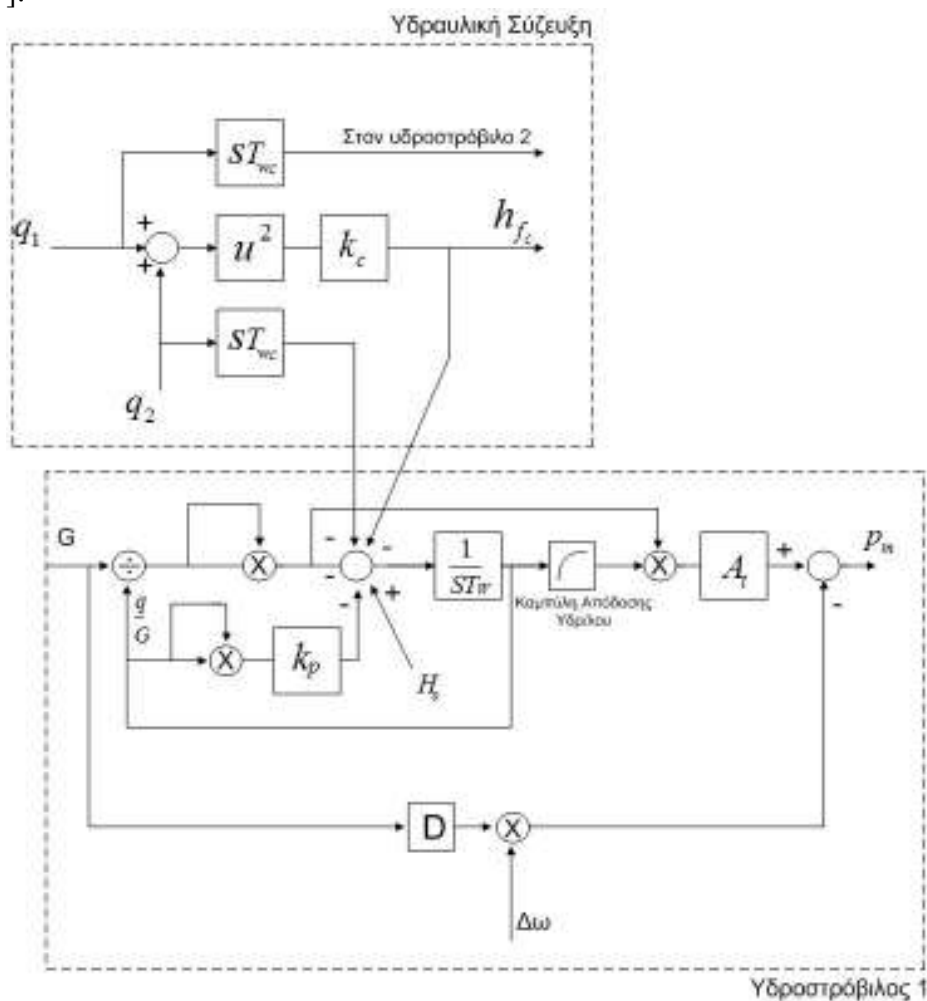 ].
Υδραυλική Σύζευξη
sT_wc
Στον υδροστρόβιλο 2
q_1
+
+
u^2
k_c
h_fc
sT_wc
q_2
G
÷
X
-
-
-
-
+
1/STw
Καμπύλη Απόδοσης
Υδρίλου
X
A_t
+
-
p_m
q/G
X
k_p
H_s
D
X
Δω
Υδροστρόβιλος 1